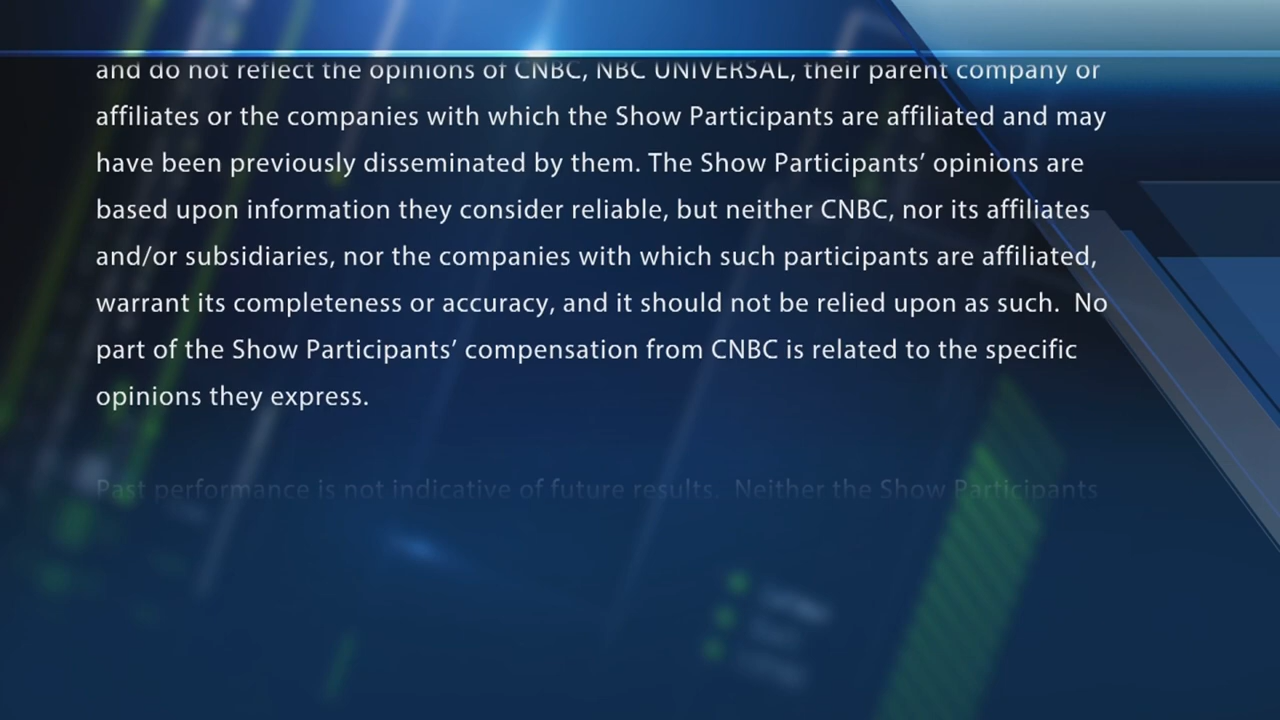 and do not reflect the opinions of CNBC, NBC UNIVERSAL, their parent company or
affiliates or the companies with which the Show Participants are affiliated and may
have been previously disseminated by them. The Show Participants’ opinions are
based upon information they consider reliable, but neither CNBC, nor its affiliates
and/or subsidiaries, nor the companies with which such participants are affiliated,
warrant its completeness or accuracy, and it should not be relied upon as such.  No
part of the Show Participants’ compensation from CNBC is related to the specific
opinions they express.
Past performance is not indicative of future results.  Neither the Show Participants